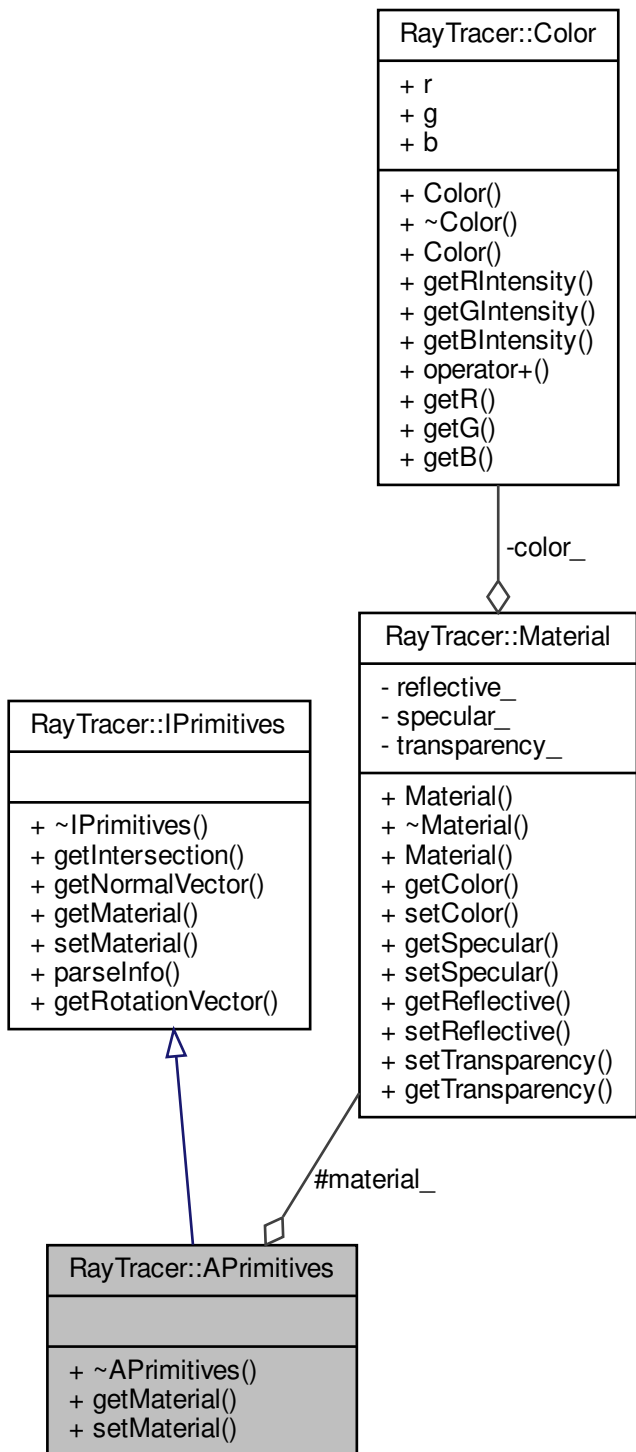 RayTracer::Color
+ r
+ g
+ b
+ Color()
+ ~Color()
+ Color()
+ getRIntensity()
+ getGIntensity()
+ getBIntensity()
+ operator+()
+ getR()
+ getG()
+ getB()
-color_
RayTracer::Material
- reflective_
- specular_
- transparency_
+ Material()
+ ~Material()
+ Material()
+ getColor()
+ setColor()
+ getSpecular()
+ setSpecular()
+ getReflective()
+ setReflective()
+ setTransparency()
+ getTransparency()
RayTracer::IPrimitives
+ ~IPrimitives()
+ getIntersection()
+ getNormalVector()
+ getMaterial()
+ setMaterial()
+ parseInfo()
+ getRotationVector()
#material_
RayTracer::APrimitives
+ ~APrimitives()
+ getMaterial()
+ setMaterial()